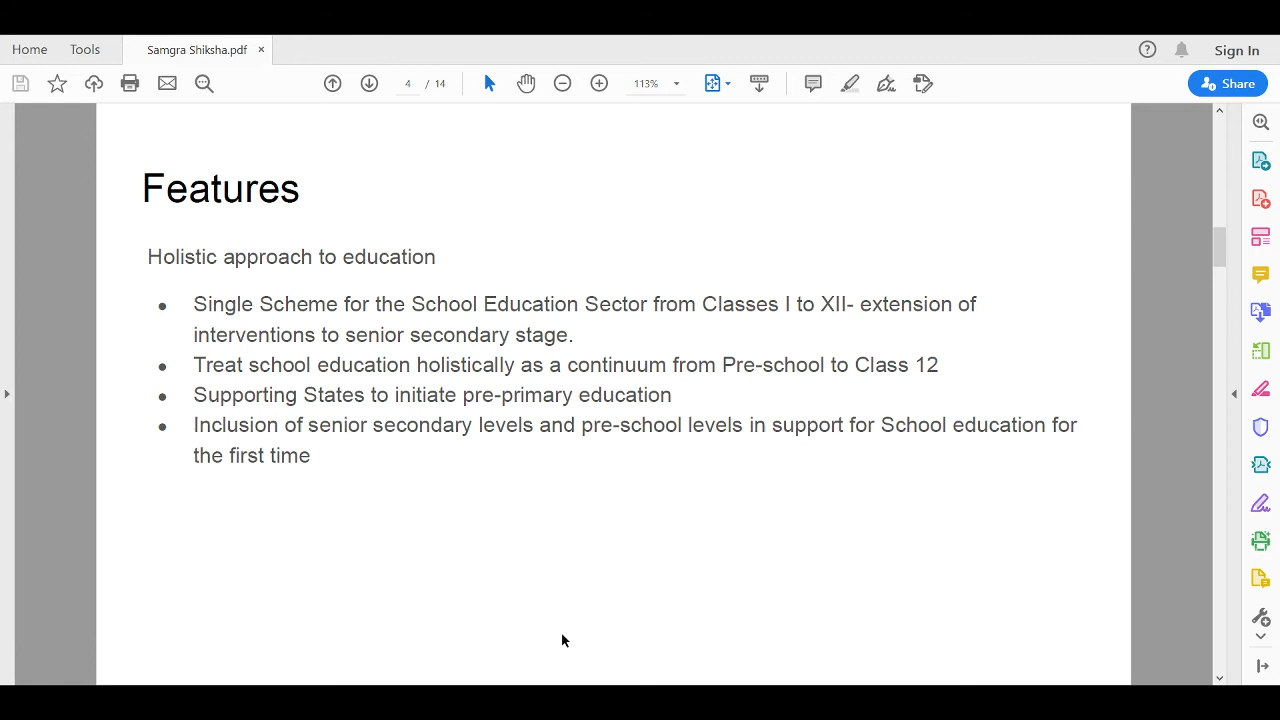 Home Tools Samgra Shiksha.pdf × Sign In
4 / 14 113% Share
Features
Holistic approach to education
● Single Scheme for the School Education Sector from Classes I to XII- extension of
interventions to senior secondary stage.
● Treat school education holistically as a continuum from Pre-school to Class 12
● Supporting States to initiate pre-primary education
● Inclusion of senior secondary levels and pre-school levels in support for School education for
the first time